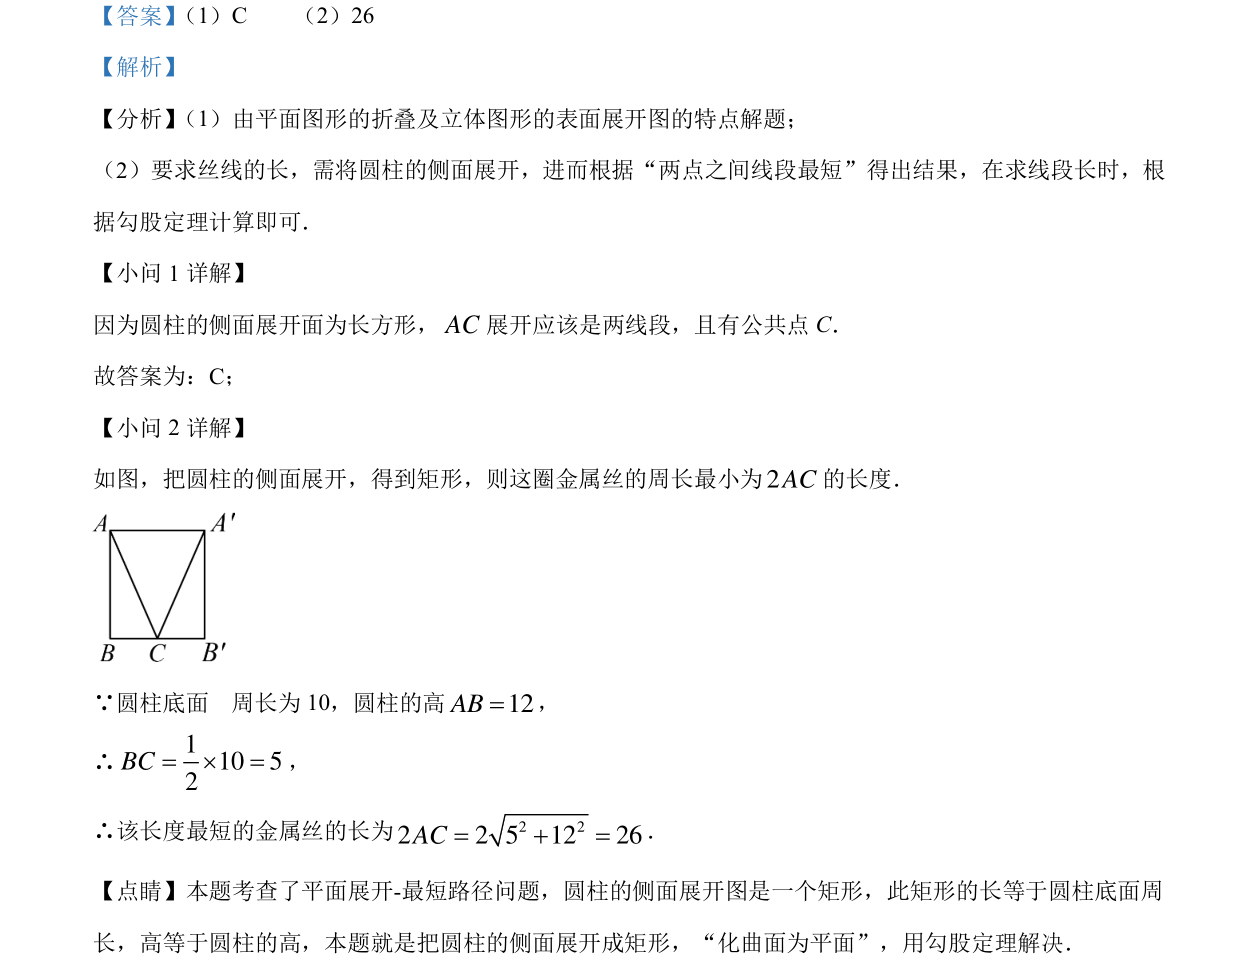 【答案】（1）C （2）26
【解析】
【分析】（1）由平面图形的折叠及立体图形的表面展开图的特点解题；
（2）要求丝线的长，需将圆柱的侧面展开，进而根据“两点之间线段最短”得出结果，在求线段长时，根
据勾股定理计算即可．
【小问 1 详解】
因为圆柱的侧面展开面为长方形，AC 展开应该是两线段，且有公共点 C．
故答案为：C；
【小问 2 详解】
如图，把圆柱的侧面展开，得到矩形，则这圈金属丝的周长最小为 2AC 的长度．
A A′
B C B′
∵圆柱底面 周长为 10，圆柱的高 AB = 12，
∴ BC = 1/2 × 10 = 5，
∴该长度最短的金属丝的长为 2AC = 2√(5² + 12²) = 26．
【点睛】本题考查了平面展开-最短路径问题，圆柱的侧面展开图是一个矩形，此矩形的长等于圆柱底面周
长，高等于圆柱的高，本题就是把圆柱的侧面展开成矩形，“化曲面为平面”，用勾股定理解决．